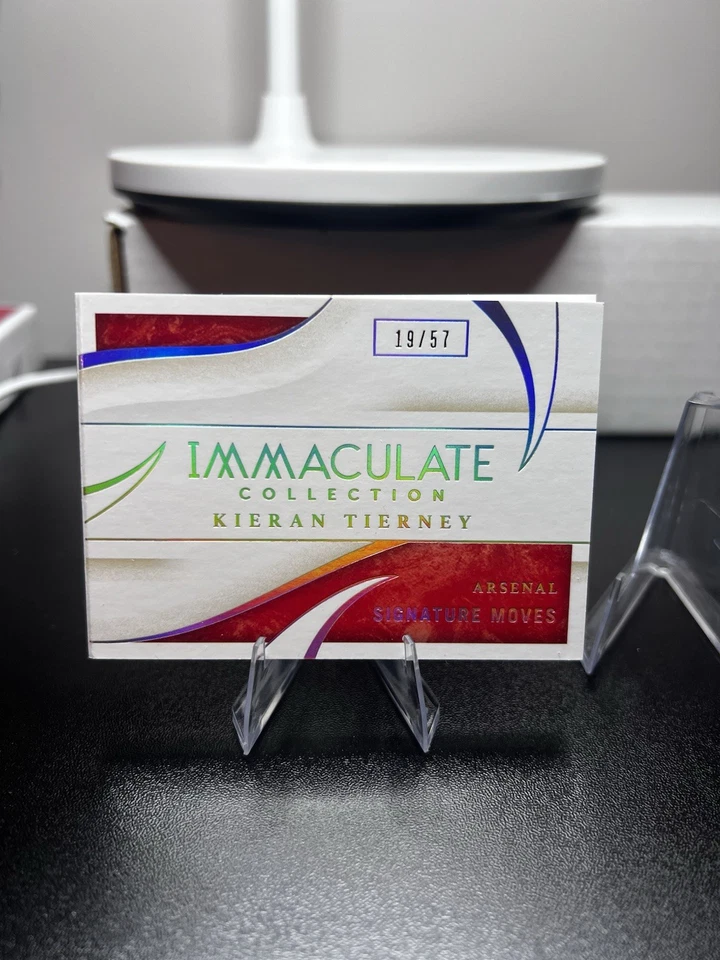 19/57
IMMACULATE
COLLECTION
KIERAN TIERNEY
ARSENAL
SIGNATURE MOVES